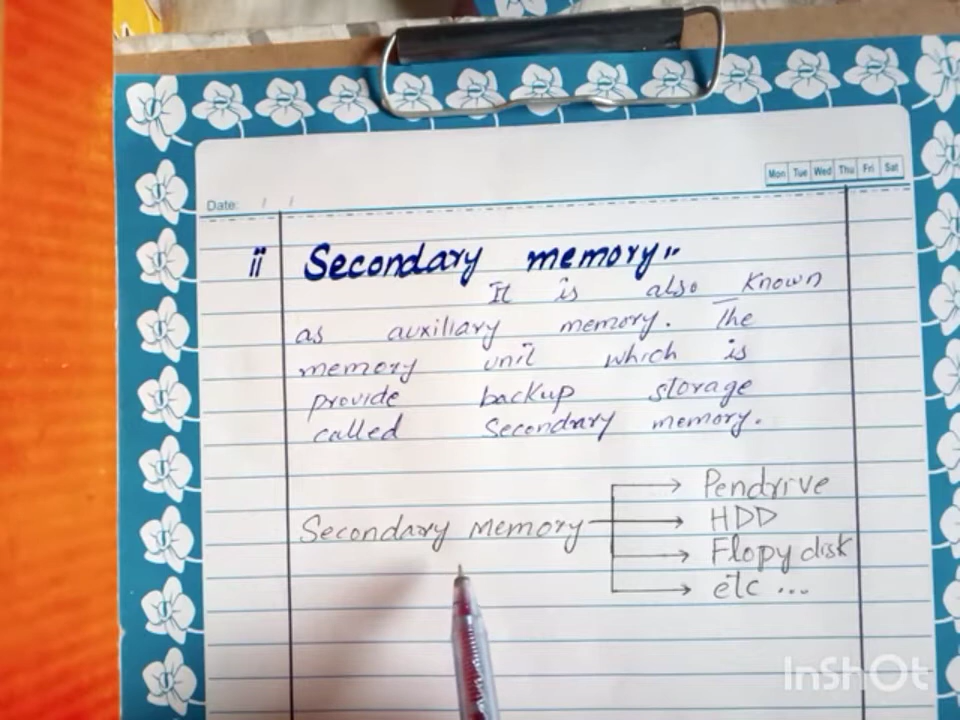 Mon Tue Wed Thu Fri Sat
Date: / /
ii Secondary memory:-
It is also Known
as auxiliary memory. The
memory unit which is
provide backup storage
called Secondary memory.
Pendrive
HDD
Secondary Memory
Flopy disk
etc ...
InShOt